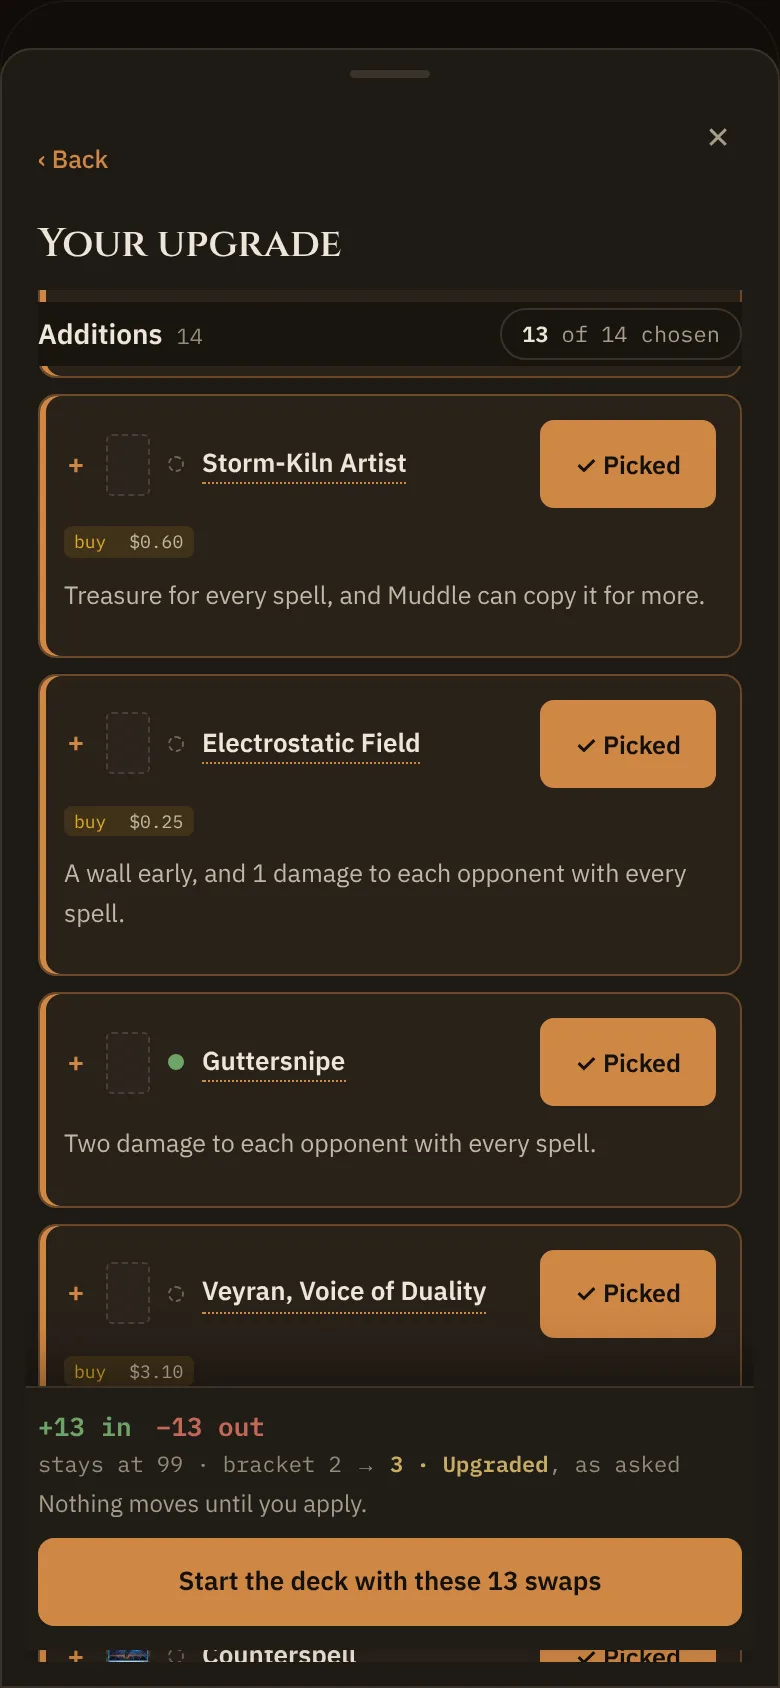 ✕
‹ Back
Your upgrade
Additions 14
13 of 14 chosen
+ Storm-Kiln Artist
✓ Picked
buy $0.60
Treasure for every spell, and Muddle can copy it for more.
+ Electrostatic Field
✓ Picked
buy $0.25
A wall early, and 1 damage to each opponent with every
spell.
+ Guttersnipe
✓ Picked
Two damage to each opponent with every spell.
+ Veyran, Voice of Duality
✓ Picked
buy $3.10
+13 in −13 out
stays at 99 · bracket 2 → 3 · Upgraded, as asked
Nothing moves until you apply.
Start the deck with these 13 swaps
+ Counterspell
✓ Picked